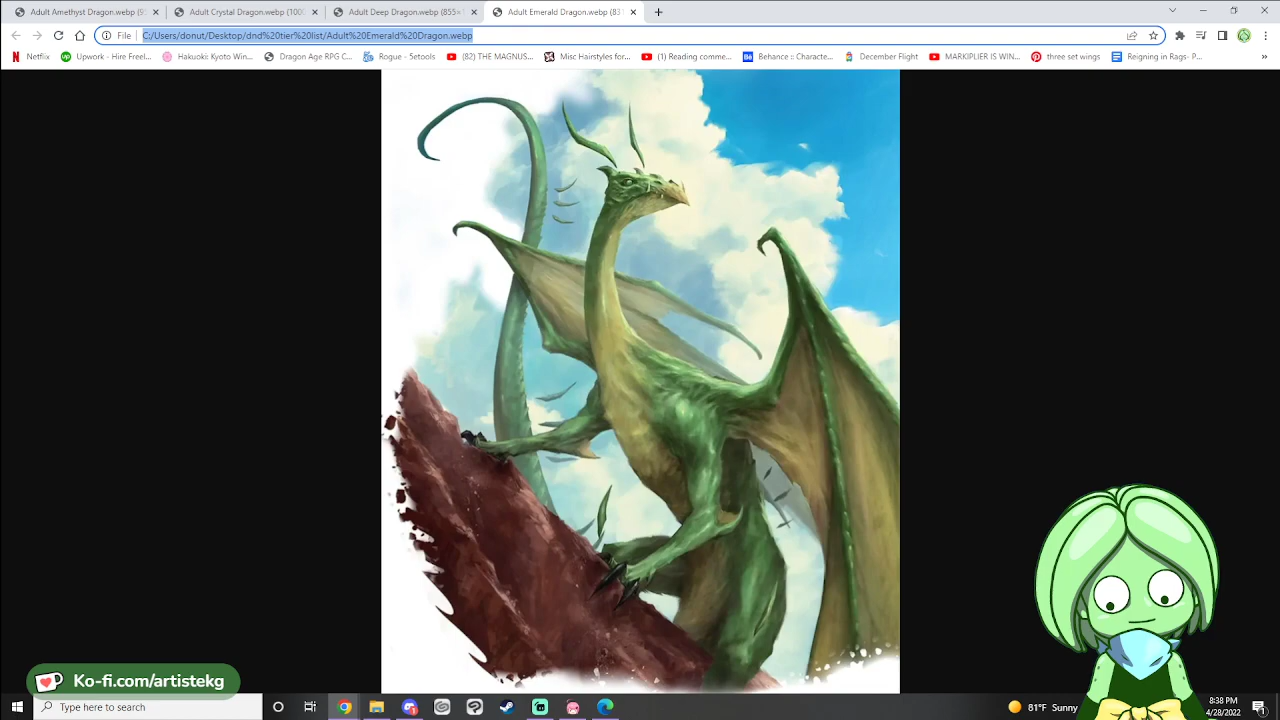 Adult Amethyst Dragon.webp (9
Adult Crystal Dragon.webp (100
Adult Deep Dragon.webp (855×
Adult Emerald Dragon.webp (83
File
C:/Users/donut/Desktop/dnd%20tier%20list/Adult%20Emerald%20Dragon.webp
Netflix
Upwork - Hire Freel...
Hakuoki: Kyoto Win...
Dragon Age RPG C...
Rogue - 5etools
(82) THE MAGNUS...
Misc Hairstyles for...
(1) Reading comme...
Behance :: Characte...
December Flight
MARKIPLIER IS WIN...
three set wings
Reigning in Rags- P...
Ko-fi.com/artistekg
Type here to search
81°F Sunny
8:38 PM
4/28/2022